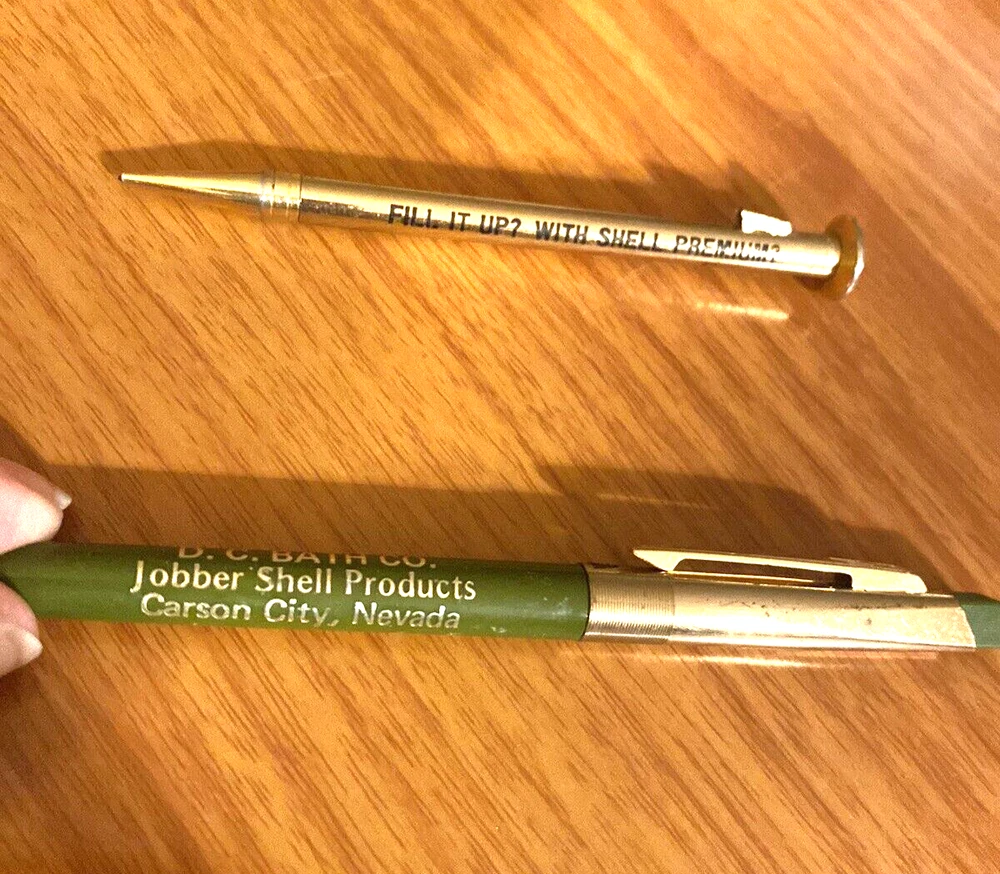 FILL IT UP? WITH SHELL PREMIUM?
D. C. BATH CO.
Jobber Shell Products
Carson City, Nevada